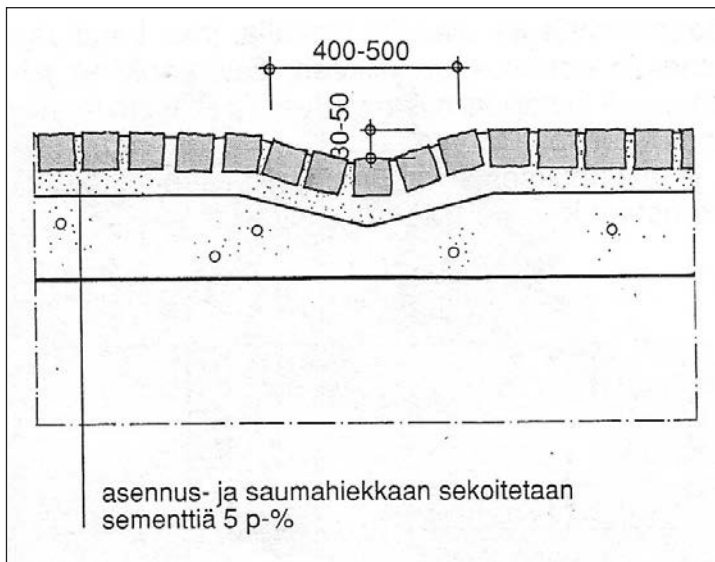 400-500
30-50
asennus- ja saumahiekkaan sekoitetaan
sementtiä 5 p-%